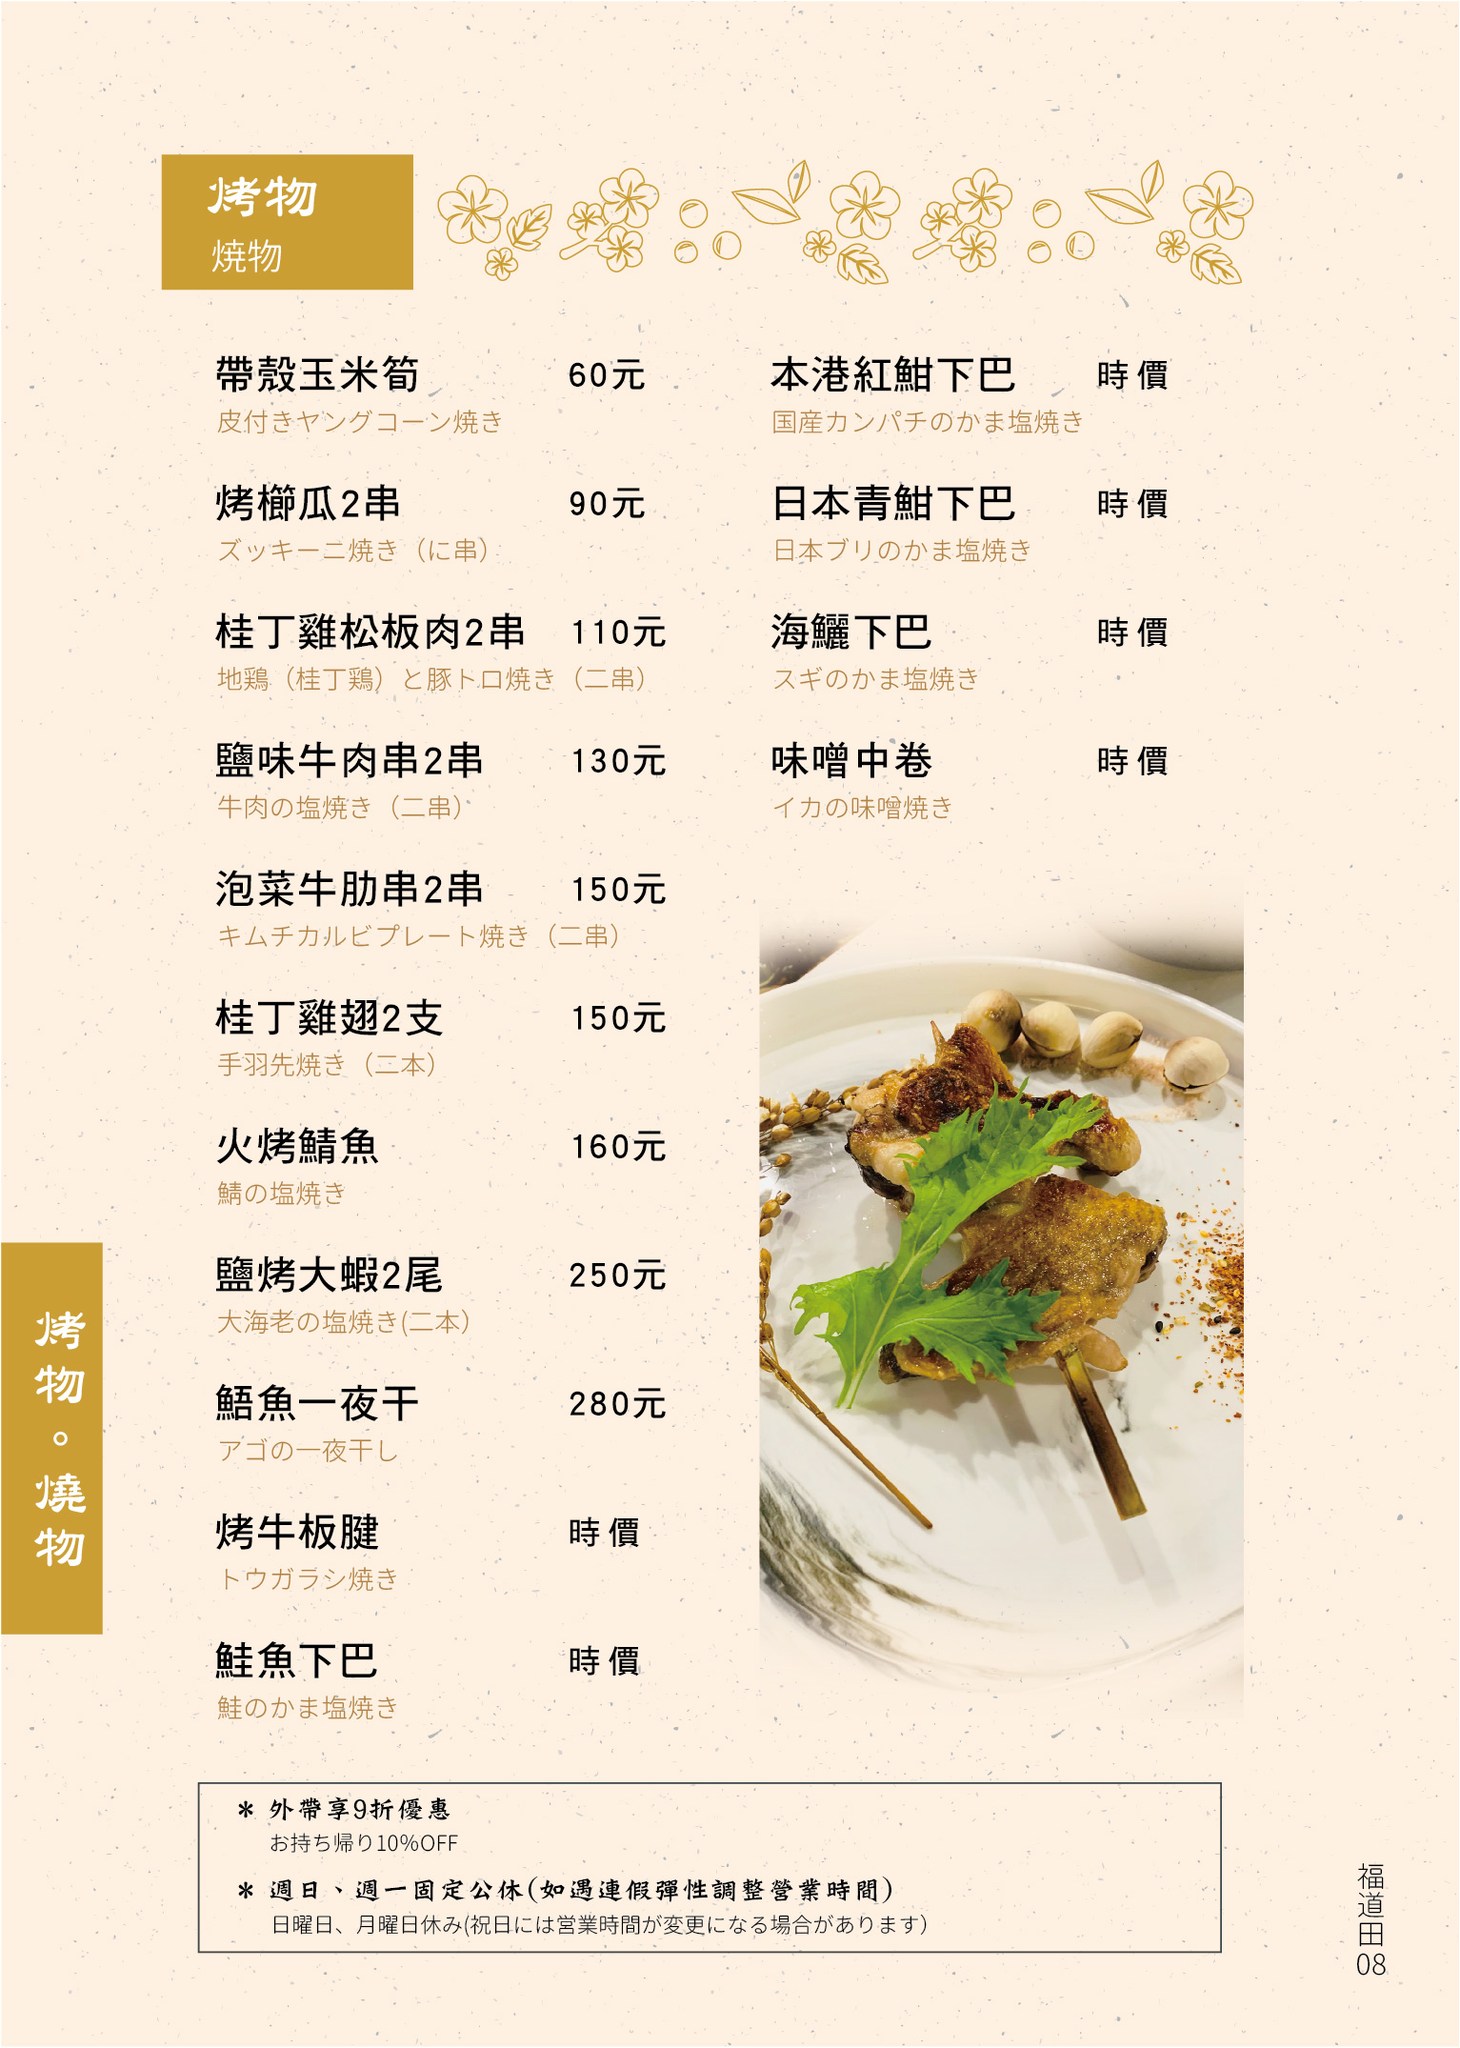 烤物
焼物
帶殼玉米筍 60元
皮付きヤングコーン焼き
烤櫛瓜2串 90元
ズッキーニ焼き（に串）
桂丁雞松板肉2串 110元
地鶏（桂丁鶏）と豚トロ焼き（二串）
鹽味牛肉串2串 130元
牛肉の塩焼き（二串）
泡菜牛肋串2串 150元
キムチカルビプレート焼き（二串）
桂丁雞翅2支 150元
手羽先焼き（二本）
火烤鯖魚 160元
鯖の塩焼き
鹽烤大蝦2尾 250元
大海老の塩焼き(二本）
鯃魚一夜干 280元
アゴの一夜干し
烤牛板腱 時價
トウガラシ焼き
鮭魚下巴 時價
鮭のかま塩焼き
本港紅魽下巴 時價
国産カンパチのかま塩焼き
日本青魽下巴 時價
日本ブリのかま塩焼き
海鱺下巴 時價
スギのかま塩焼き
味噌中卷 時價
イカの味噌焼き
烤物。燒物
＊ 外帶享9折優惠
お持ち帰り10%OFF
＊ 週日、週一固定公休(如遇連假彈性調整營業時間)
日曜日、月曜日休み(祝日には営業時間が変更になる場合があります）
福道田08